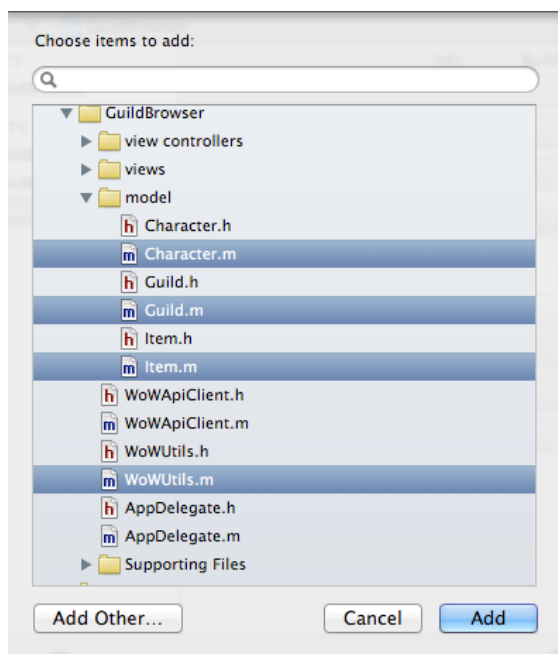 Choose items to add:
GuildBrowser
view controllers
views
model
h Character.h
m Character.m
h Guild.h
m Guild.m
h Item.h
m Item.m
h WoWApiClient.h
m WoWApiClient.m
h WoWUtils.h
m WoWUtils.m
h AppDelegate.h
m AppDelegate.m
Supporting Files
Add Other... Cancel Add